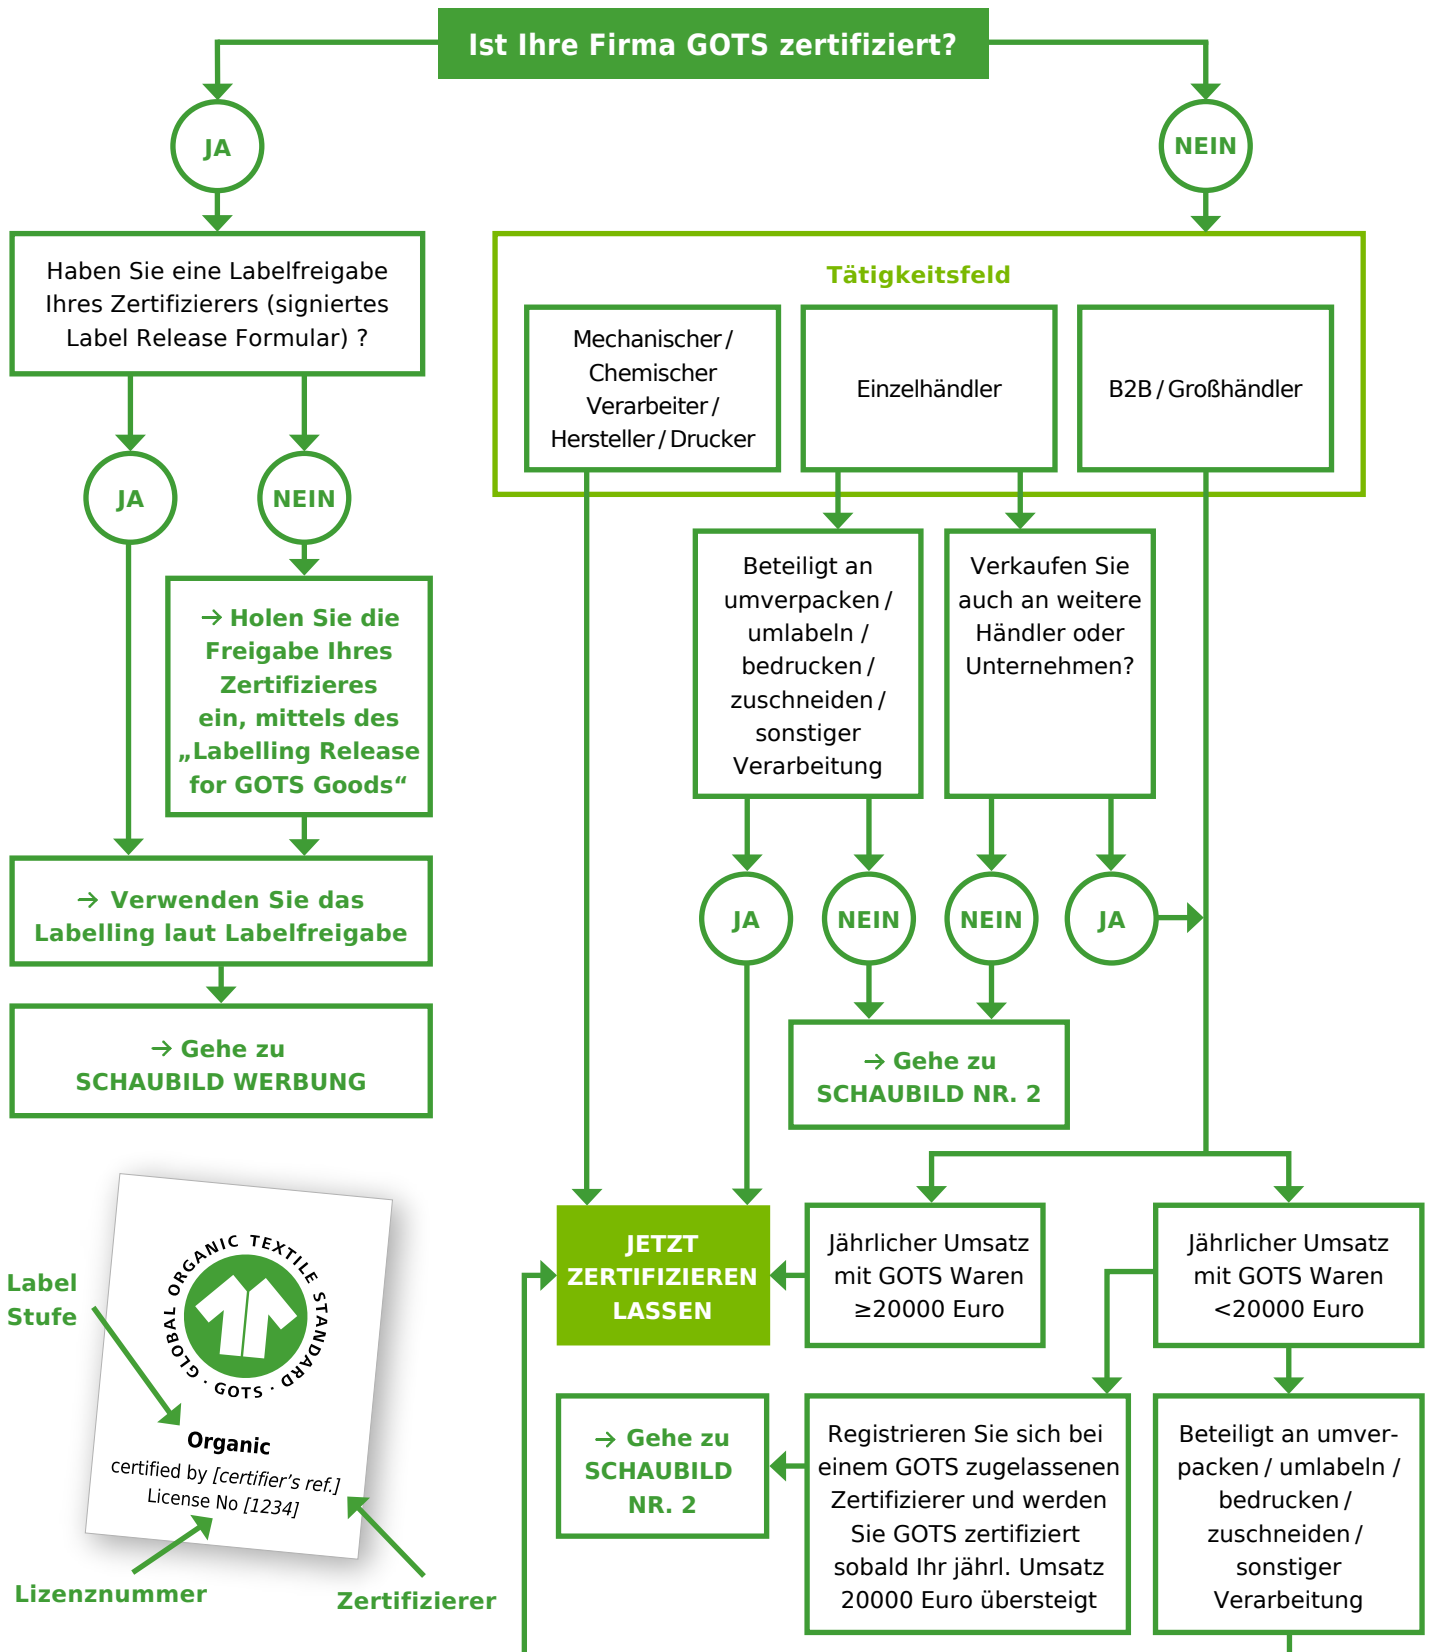 Ist Ihre Firma GOTS zertifiziert?
JA
NEIN
Haben Sie eine Labelfreigabe
Ihres Zertifizierers (signiertes
Label Release Formular) ?
JA
NEIN
→ Holen Sie die
Freigabe Ihres
Zertifizieres
ein, mittels des
„Labelling Release
for GOTS Goods“
→ Verwenden Sie das
Labelling laut Labelfreigabe
→ Gehe zu
SCHAUBILD WERBUNG
Tätigkeitsfeld
Mechanischer /
Chemischer
Verarbeiter /
Hersteller / Drucker
Einzelhändler
B2B / Großhändler
Beteiligt an
umverpacken /
umlabeln /
bedrucken /
zuschneiden /
sonstiger
Verarbeitung
Verkaufen Sie
auch an weitere
Händler oder
Unternehmen?
JA
NEIN
NEIN
JA
→ Gehe zu
SCHAUBILD NR. 2
JETZT
ZERTIFIZIEREN
LASSEN
Jährlicher Umsatz
mit GOTS Waren
≥20000 Euro
Jährlicher Umsatz
mit GOTS Waren
<20000 Euro
→ Gehe zu
SCHAUBILD
NR. 2
Registrieren Sie sich bei
einem GOTS zugelassenen
Zertifizierer und werden
Sie GOTS zertifiziert
sobald Ihr jährl. Umsatz
20000 Euro übersteigt
Beteiligt an umver-
packen / umlabeln /
bedrucken /
zuschneiden /
sonstiger
Verarbeitung
Label
Stufe
GLOBAL ORGANIC TEXTILE STANDARD · GOTS ·
Organic
certified by [certifier's ref.]
License No [1234]
Lizenznummer
Zertifizierer